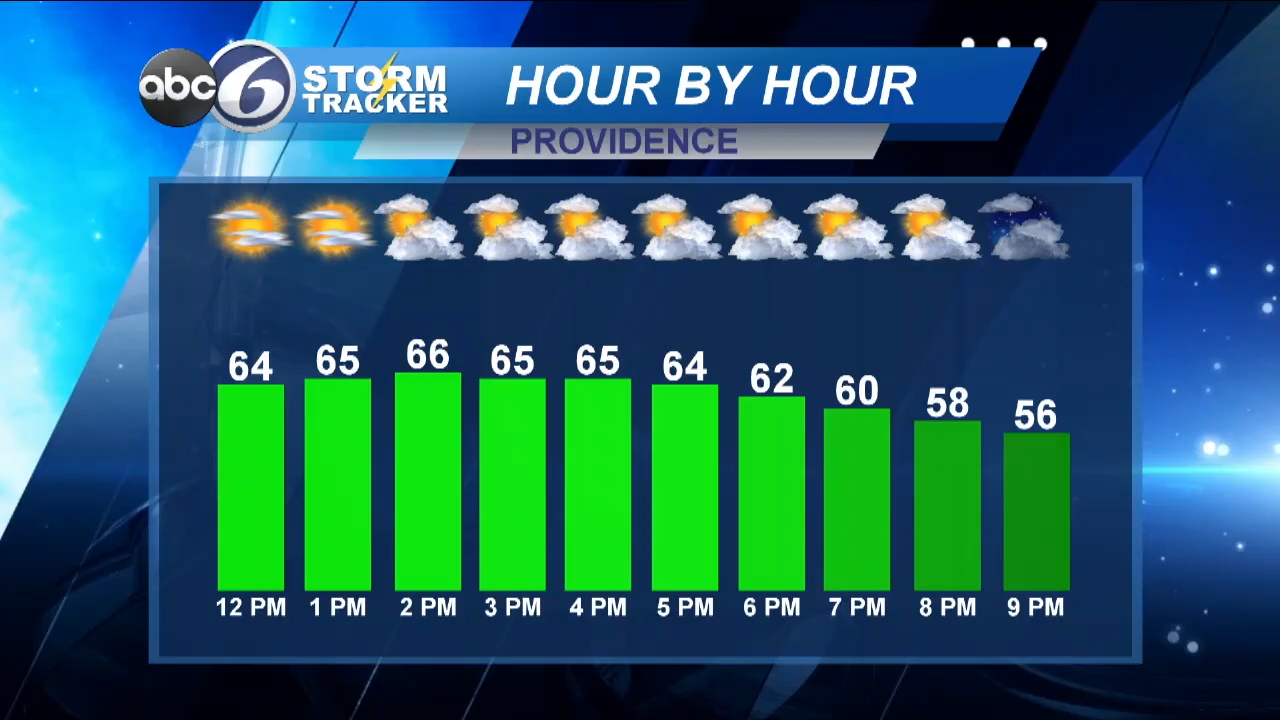 abc 6 STORM TRACKER
HOUR BY HOUR
PROVIDENCE
64 65 66 65 65 64 62 60 58 56
12 PM 1 PM 2 PM 3 PM 4 PM 5 PM 6 PM 7 PM 8 PM 9 PM